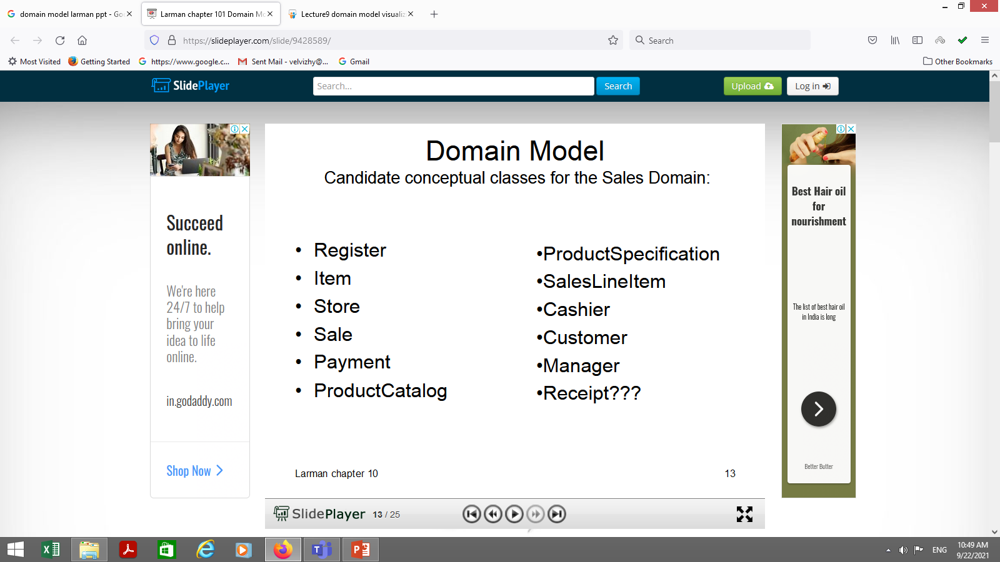 domain model larman ppt - Go
Larman chapter 101 Domain Mo
Lecture9 domain model visualiz
https://slideplayer.com/slide/9428589/
Search
Most Visited
Getting Started
https://www.google.c...
Sent Mail - velvizhy@...
Gmail
Other Bookmarks
SlidePlayer
Search...
Search
Upload
Log in
Succeed
online.
We're here
24/7 to help
bring your
idea to life
online.
in.godaddy.com
Shop Now
Domain Model
Candidate conceptual classes for the Sales Domain:
• Register
• Item
• Store
• Sale
• Payment
• ProductCatalog
•ProductSpecification
•SalesLineItem
•Cashier
•Customer
•Manager
•Receipt???
Larman chapter 10
13
Best Hair oil
for
nourishment
The list of best hair oil
in India is long
Better Butter
SlidePlayer
13 / 25
ENG
10:49 AM
9/22/2021